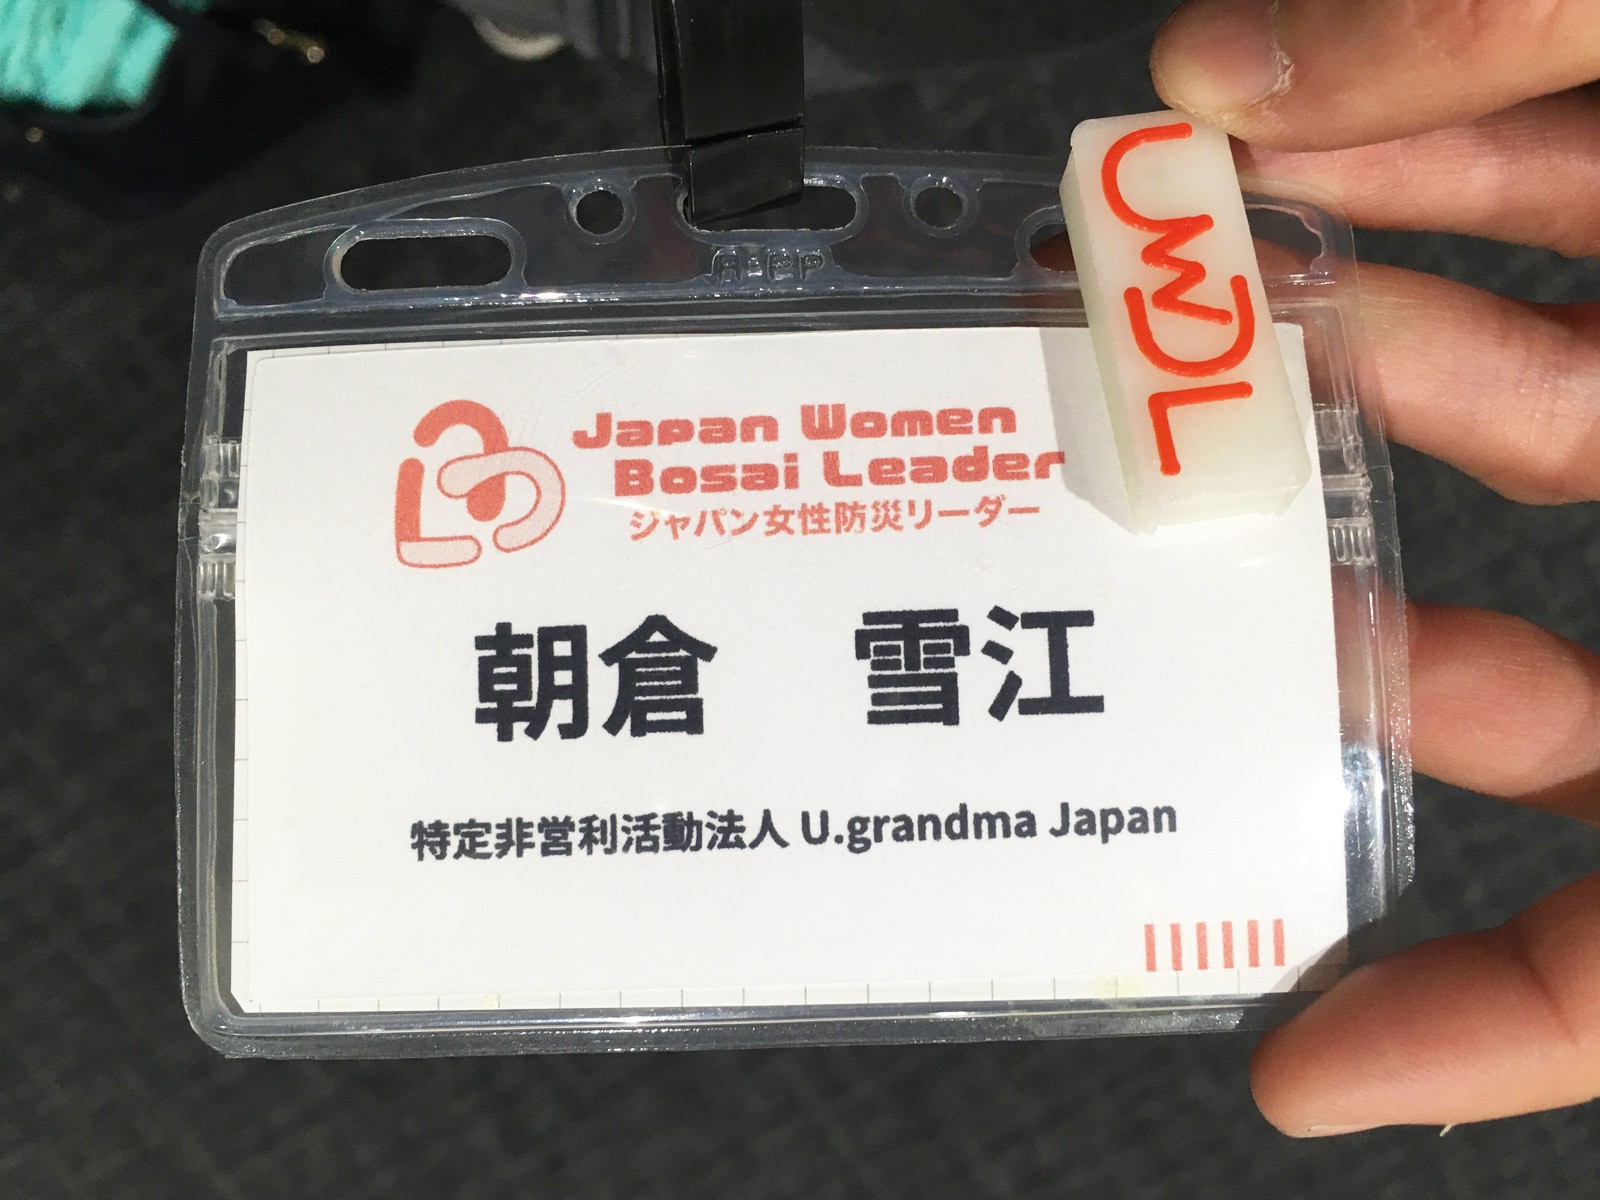 UWDL
Japan Women
Bosai Leader
ジャパン女性防災リーダー
朝倉 雪江
特定非営利活動法人 U.grandma Japan